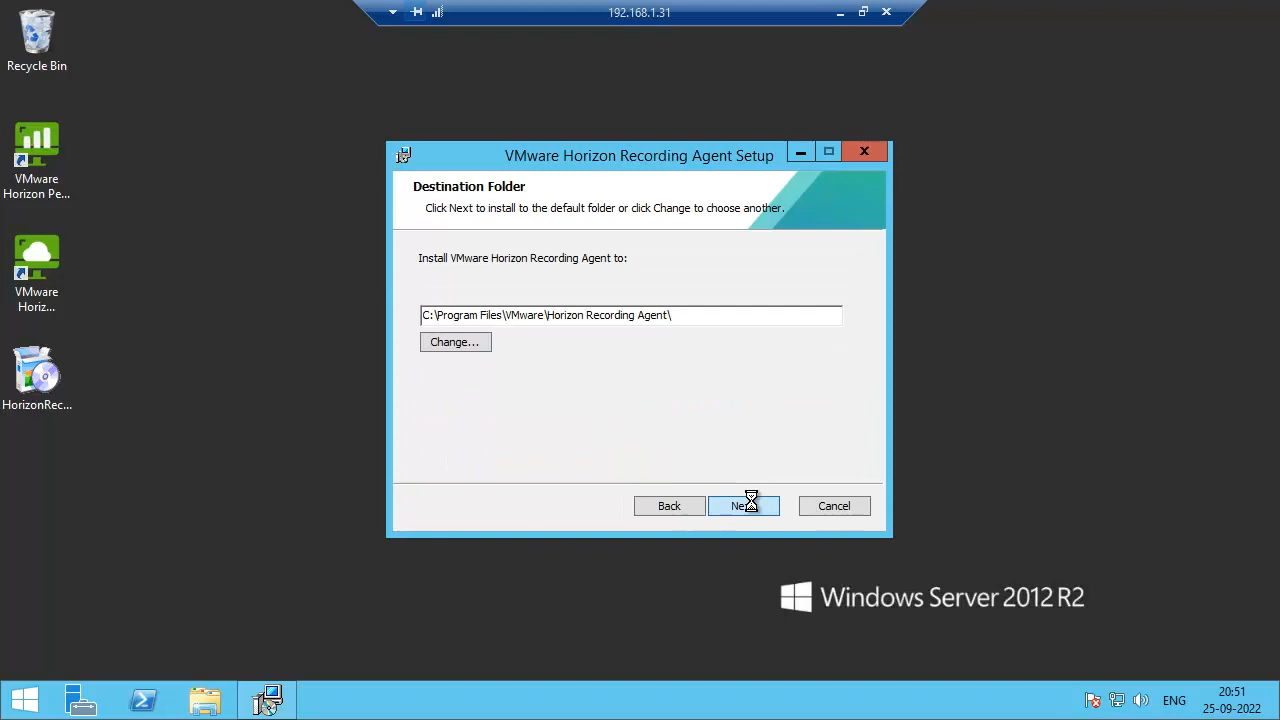 192.168.1.31
Recycle Bin
VMware
Horizon Pe...
VMware
Horiz...
HorizonRec...
VMware Horizon Recording Agent Setup
Destination Folder
Click Next to install to the default folder or click Change to choose another.
Install VMware Horizon Recording Agent to:
C:\Program Files\VMware\Horizon Recording Agent\
Change...
Back
Cancel
Windows Server 2012 R2
ENG
20:51
25-09-2022